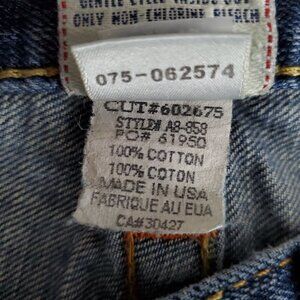 GENTLE CYCLE INSIDE OUT
ONLY NON-CHLORINE BLEACH
075-062574
CUT#602675
STYLE# A8-858
PO# 61950
100% COTTON
100% COTON
MADE IN USA
FABRIQUE AU EUA
CA#30427